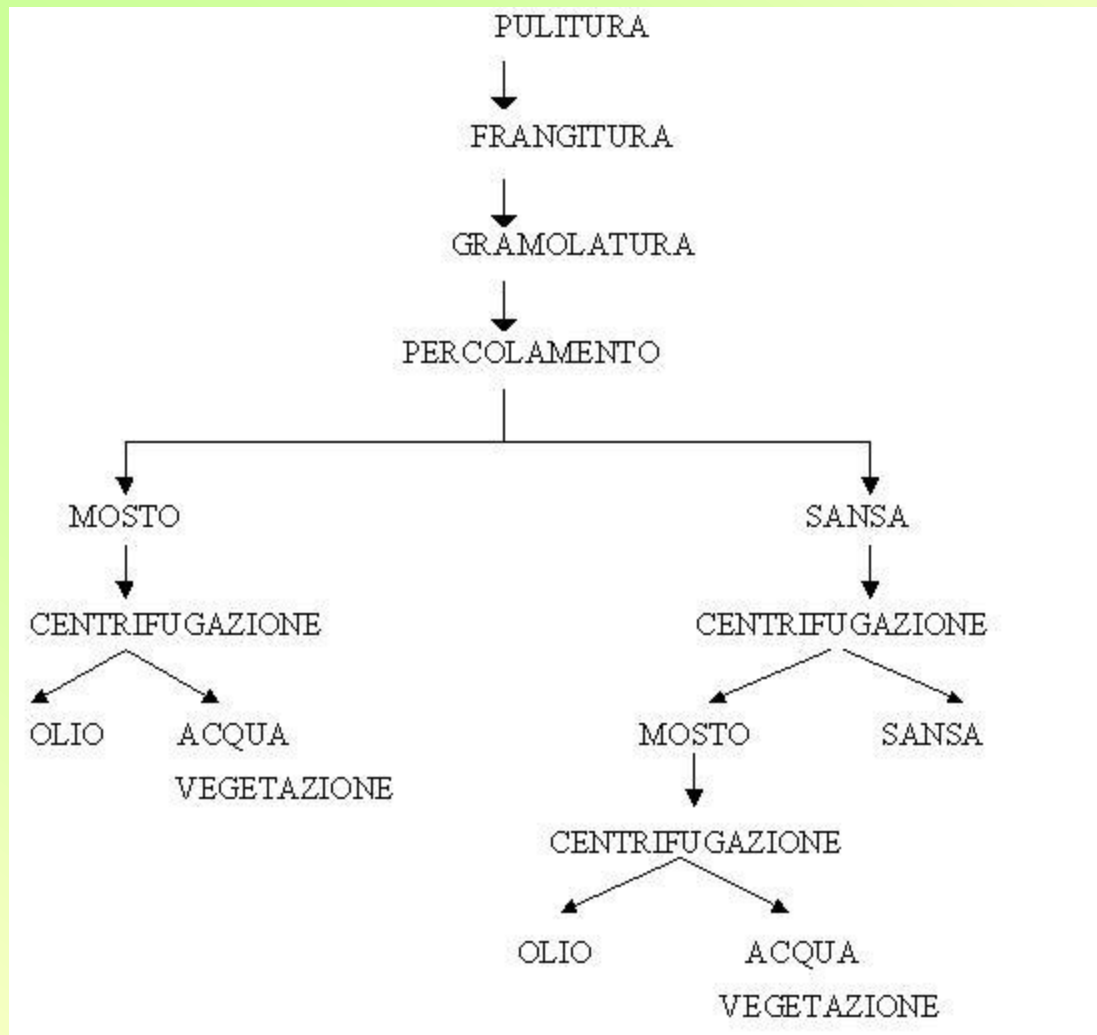 PULITURA
FRANGITURA
GRAMOLATURA
PERCOLAMENTO
MOSTO
SANSA
CENTRIFUGAZIONE
CENTRIFUGAZIONE
OLIO
ACQUA
VEGETAZIONE
MOSTO
SANSA
CENTRIFUGAZIONE
OLIO
ACQUA
VEGETAZIONE